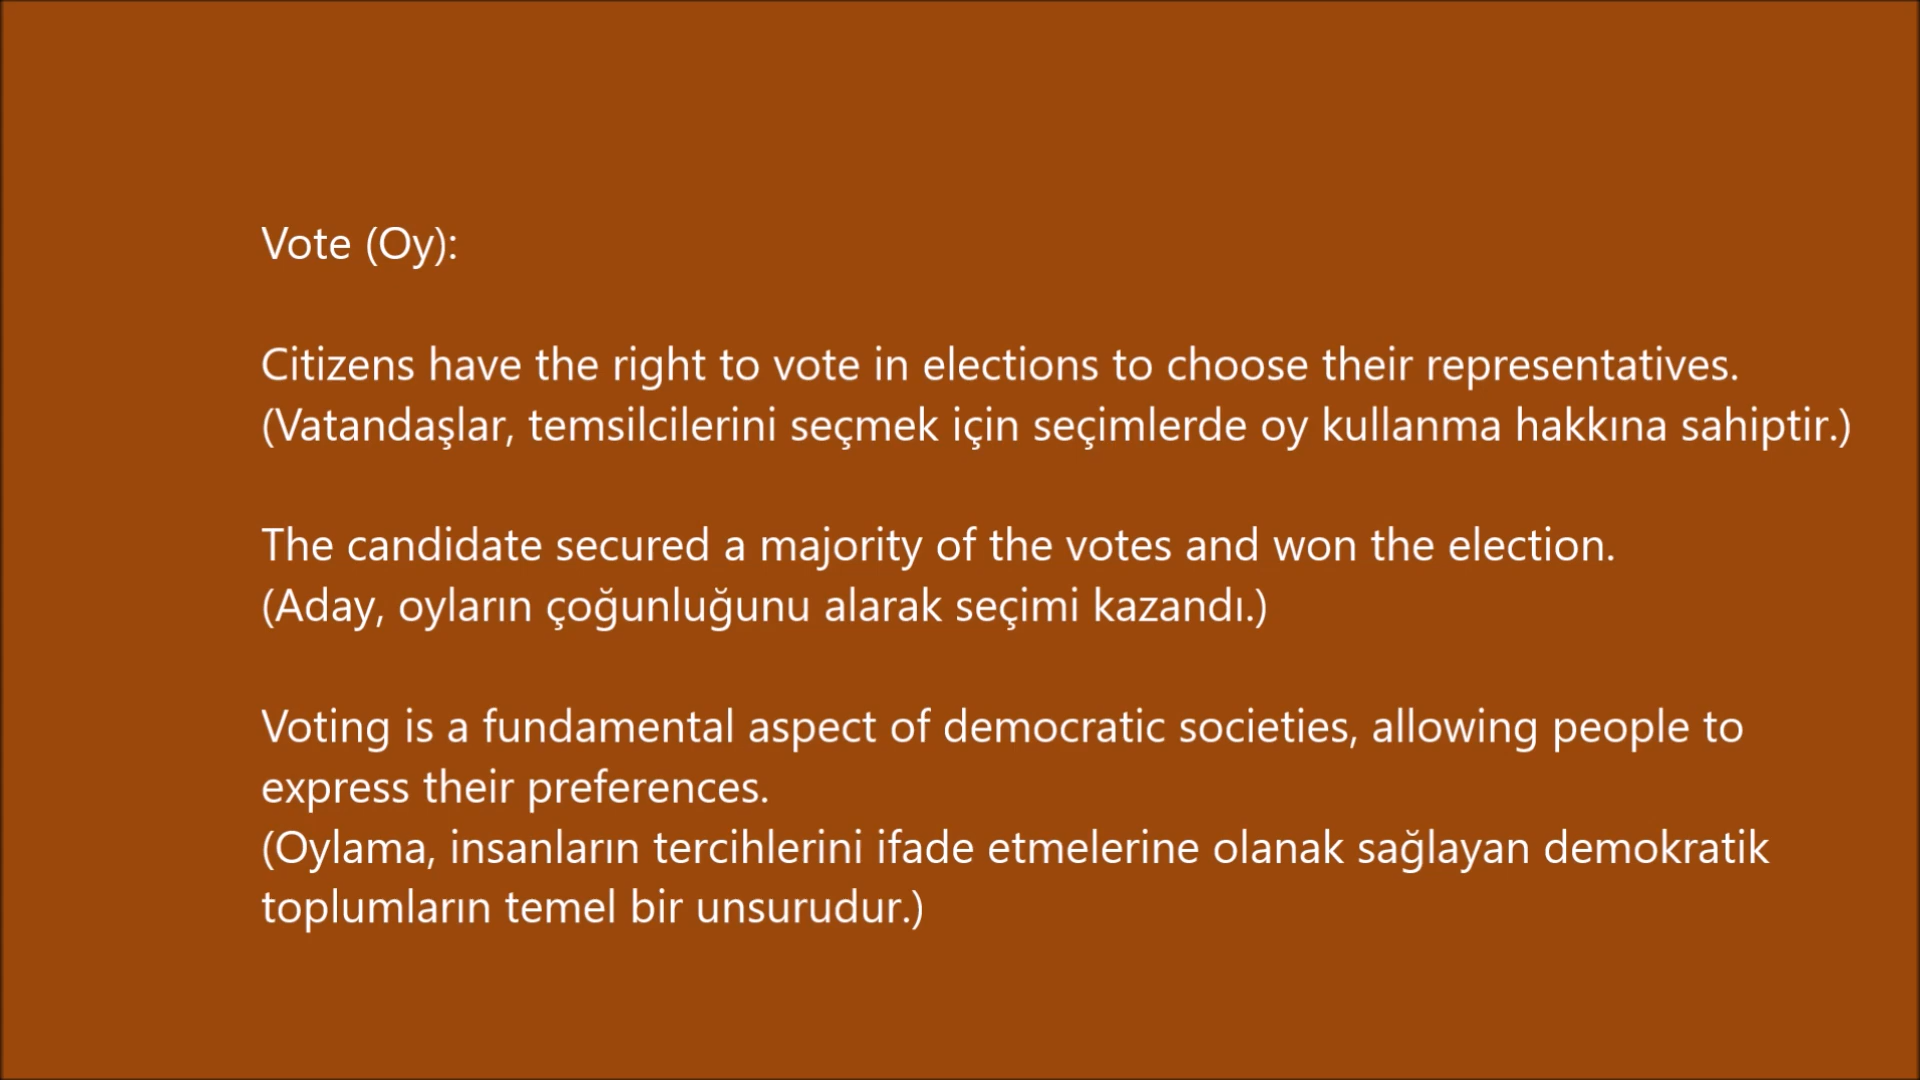 Vote (Oy):
Citizens have the right to vote in elections to choose their representatives.
(Vatandaşlar, temsilcilerini seçmek için seçimlerde oy kullanma hakkına sahiptir.)
The candidate secured a majority of the votes and won the election.
(Aday, oyların çoğunluğunu alarak seçimi kazandı.)
Voting is a fundamental aspect of democratic societies, allowing people to
express their preferences.
(Oylama, insanların tercihlerini ifade etmelerine olanak sağlayan demokratik
toplumların temel bir unsurudur.)